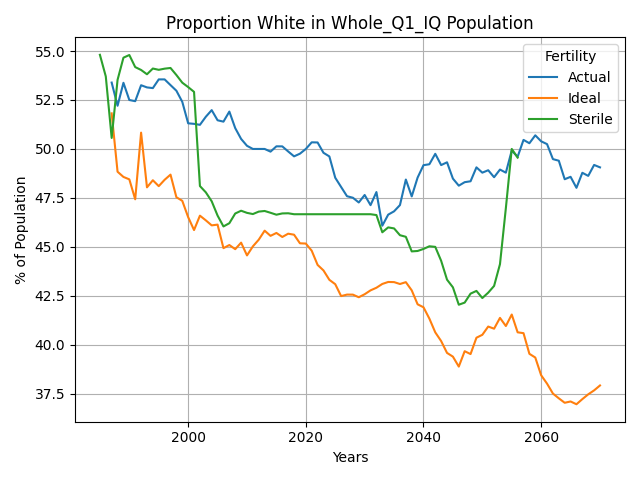 Proportion White in Whole_Q1_IQ Population
Fertility
Actual
Ideal
Sterile
% of Population
55.0
52.5
50.0
47.5
45.0
42.5
40.0
37.5
2000
2020
2040
2060
Years